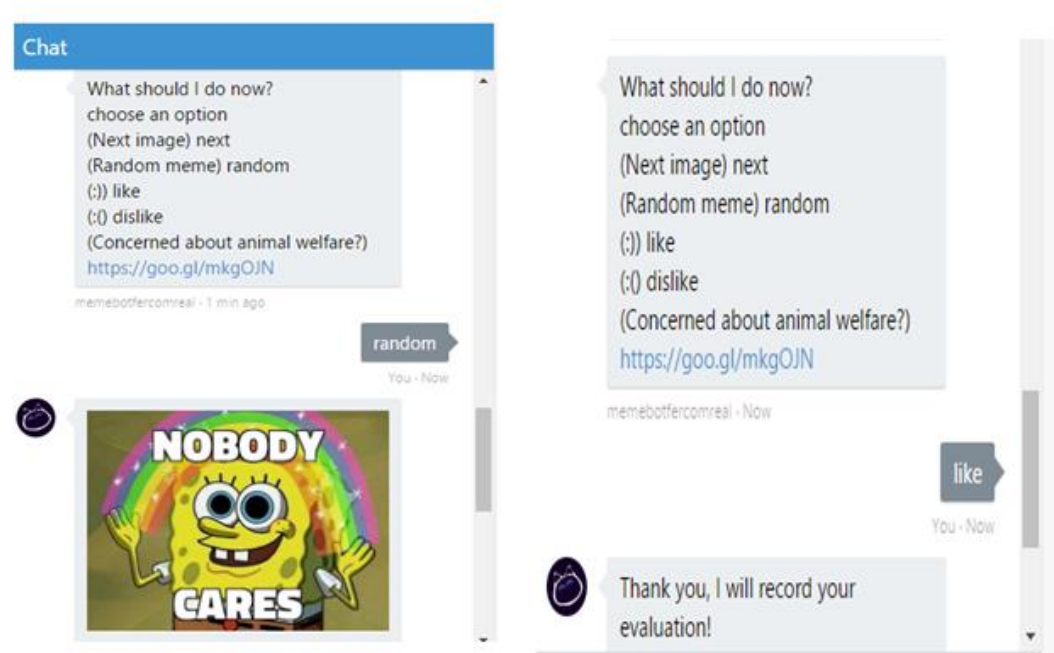 Chat
What should I do now?
choose an option
(Next image) next
(Random meme) random
(:)) like
(:() dislike
(Concerned about animal welfare?)
https://goo.gl/mkgOJN
memebotfercomreal - 1 min ago
random
You - Now
NOBODY
CARES
What should I do now?
choose an option
(Next image) next
(Random meme) random
(:)) like
(:() dislike
(Concerned about animal welfare?)
https://goo.gl/mkgOJN
memebotfercomreal - Now
like
You - Now
Thank you, I will record your
evaluation!